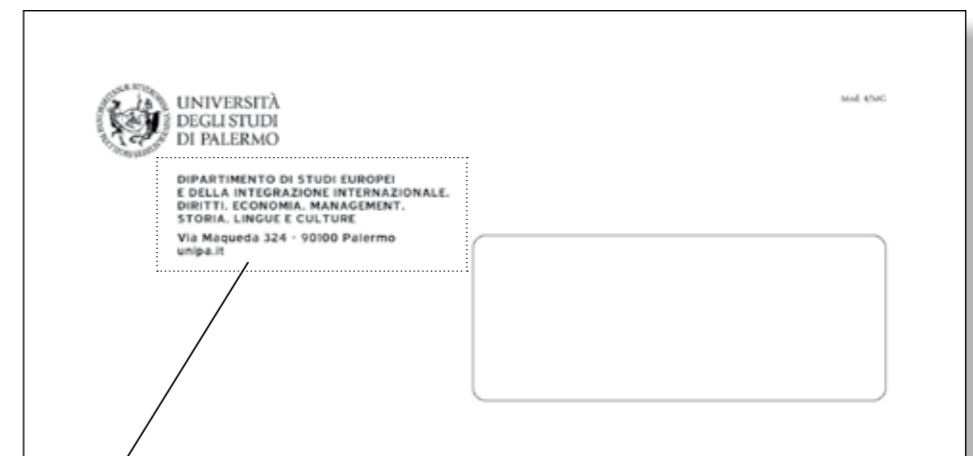 UNIVERSITÀ
DEGLI STUDI
DI PALERMO
DIPARTIMENTO DI STUDI EUROPEI
E DELLA INTEGRAZIONE INTERNAZIONALE.
DIRITTI, ECONOMIA, MANAGEMENT,
STORIA, LINGUE E CULTURE
Via Maqueda 324 - 90100 Palermo
unipa.it